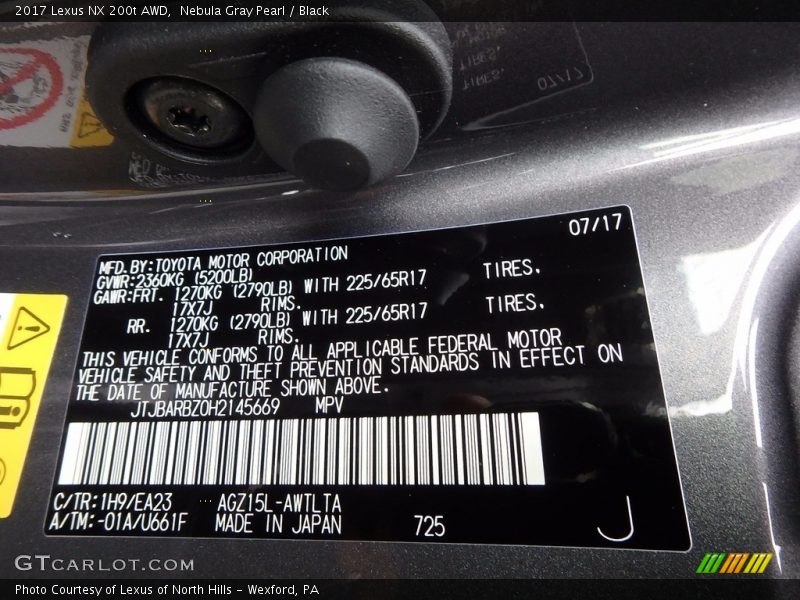 2017 Lexus NX 200t AWD, Nebula Gray Pearl / Black
07/17
07/17
MFD. BY: TOYOTA MOTOR CORPORATION
GVWR: 2360KG (5200LB)
GAWR: FRT. 1270KG (2790LB) WITH 225/65R17 TIRES,
17X7J RIMS.
RR. 1270KG (2790LB) WITH 225/65R17 TIRES,
17X7J RIMS.
THIS VEHICLE CONFORMS TO ALL APPLICABLE FEDERAL MOTOR
VEHICLE SAFETY AND THEFT PREVENTION STANDARDS IN EFFECT ON
THE DATE OF MANUFACTURE SHOWN ABOVE.
JTJBARBZ0H2145669 MPV
C/TR: 1H9/EA23 AGZ15L-AWTLTA
A/TM: -01A/U661F MADE IN JAPAN 725 J
GTCARLOT.COM
Photo Courtesy of Lexus of North Hills - Wexford, PA